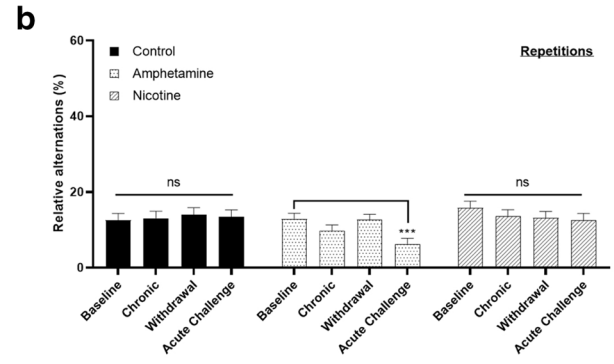 b
Repetitions
Control
Amphetamine
Nicotine
Relative alternations (%)
60
40
20
0
ns
***
ns
Baseline
Chronic
Withdrawal
Acute Challenge
Baseline
Chronic
Withdrawal
Acute Challenge
Baseline
Chronic
Withdrawal
Acute Challenge